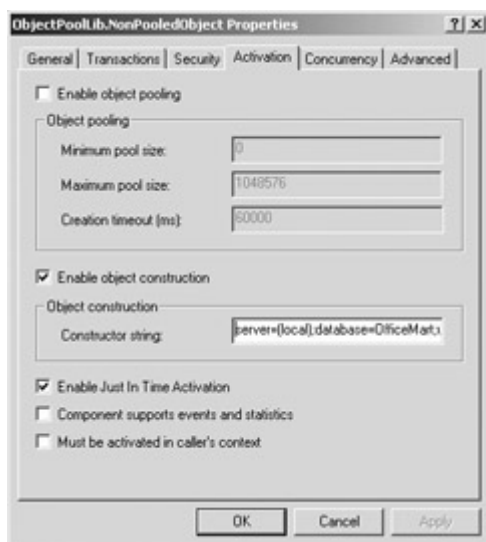 ObjectPoolLib.NonPooledObject Properties ? ×
General Transactions Security Activation Concurrency Advanced
Enable object pooling
Object pooling
Minimum pool size: 0
Maximum pool size: 1048576
Creation timeout (ms): 60000
Enable object construction
Object construction
Constructor string: server=(local);database=OfficeMart;
Enable Just In Time Activation
Component supports events and statistics
Must be activated in caller's context
OK Cancel Apply